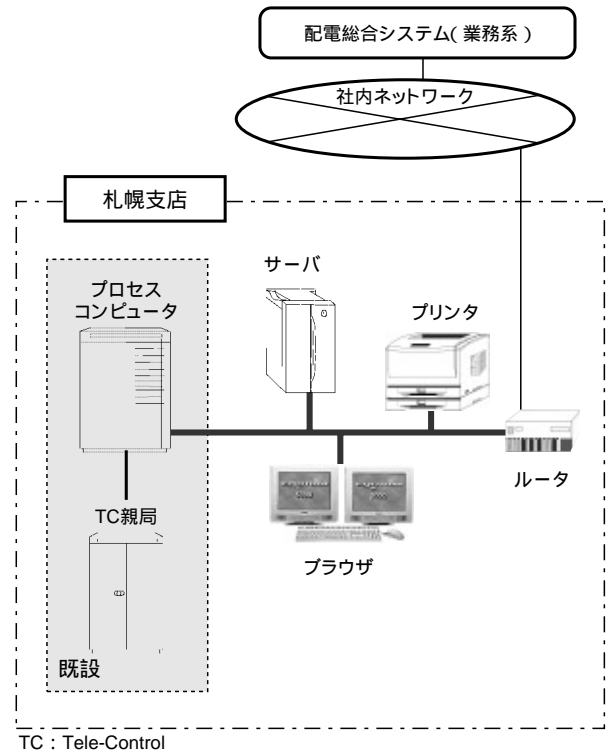 配電総合システム(業務系)
社内ネットワーク
札幌支店
サーバ
プロセス
コンピュータ
プリンタ
ルータ
TC親局
ブラウザ
既設
TC：Tele-Control